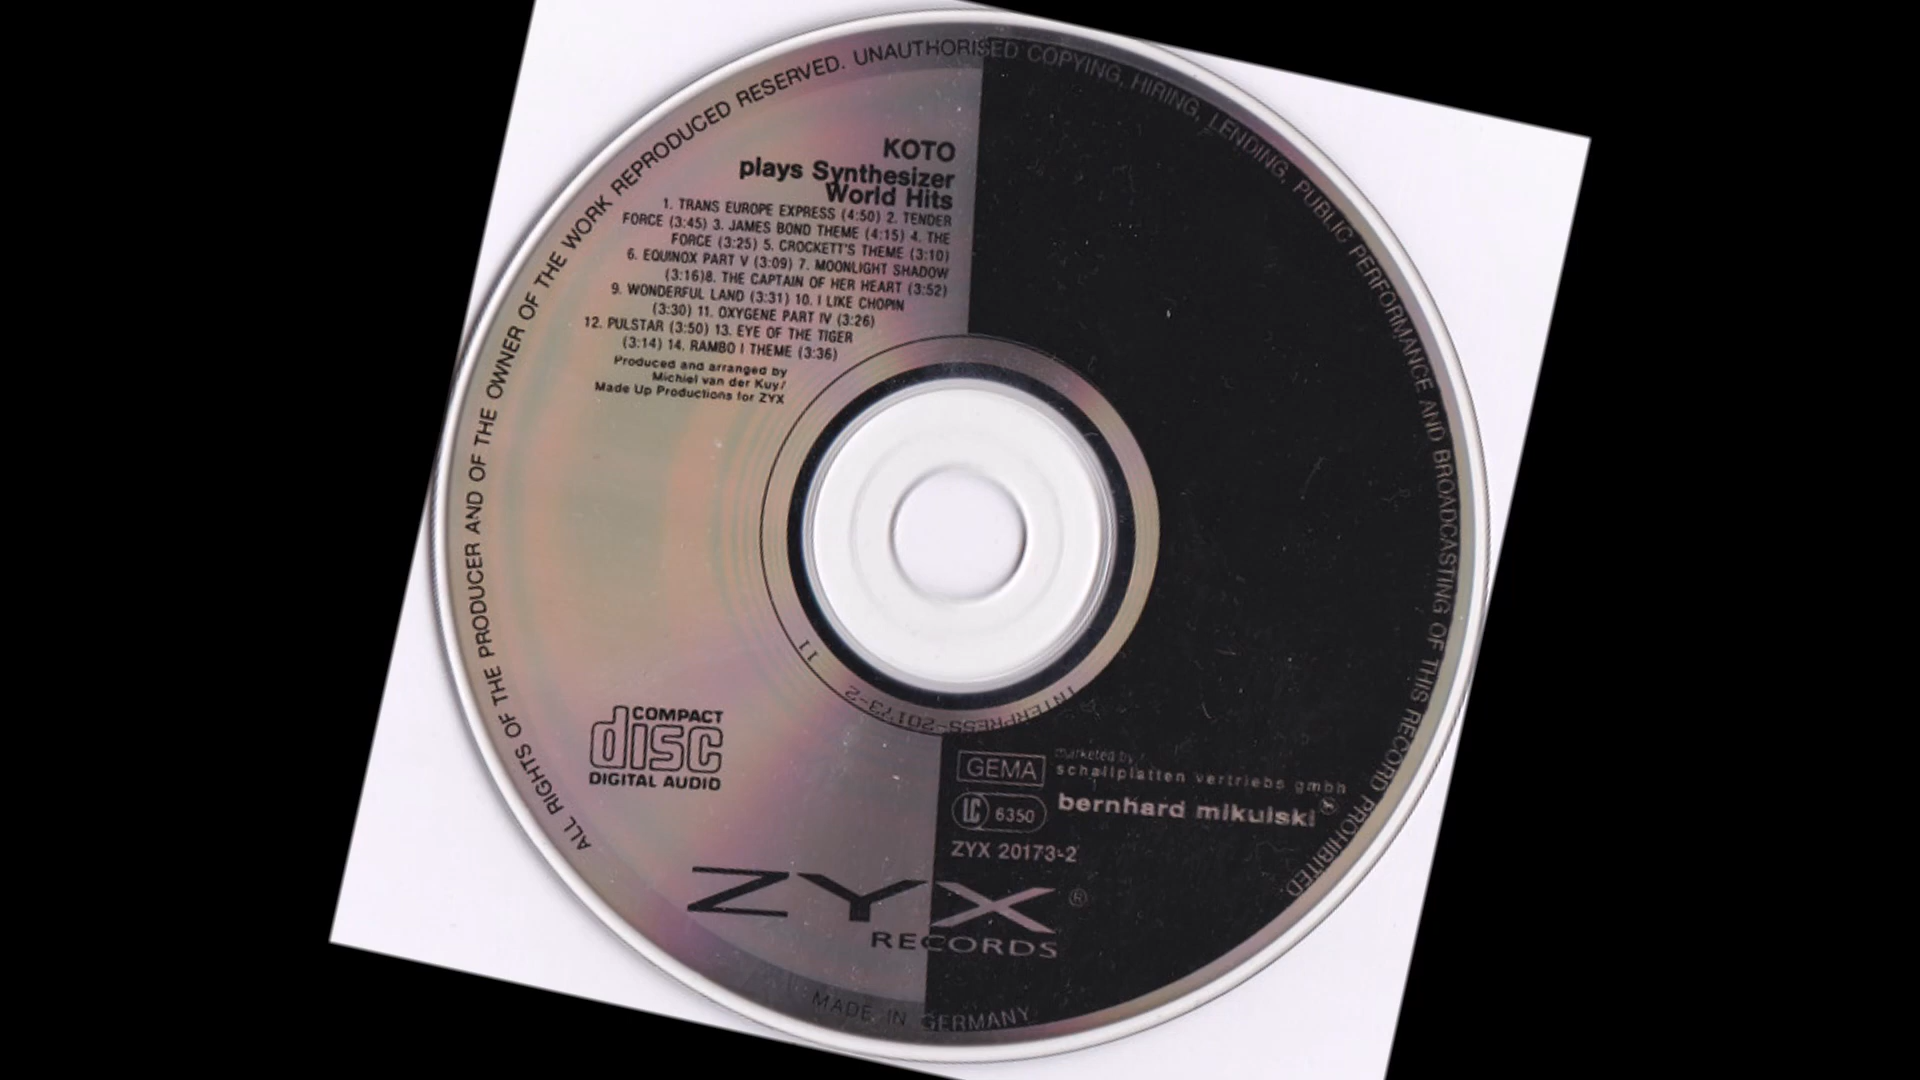 ALL RIGHTS OF THE PRODUCER AND OF THE OWNER OF THE WORK REPRODUCED RESERVED. UNAUTHORISED COPYING, HIRING, LENDING, PUBLIC PERFORMANCE AND BROADCASTING OF THIS RECORD PROHIBITED
KOTO
plays Synthesizer
World Hits
1. TRANS EUROPE EXPRESS (4:50) 2. TENDER
FORCE (3:45) 3. JAMES BOND THEME (4:15) 4. THE
FORCE (3:25) 5. CROCKETT'S THEME (3:10)
6. EQUINOX PART V (3:09) 7. MOONLIGHT SHADOW
(3:16)8. THE CAPTAIN OF HER HEART (3:52)
9. WONDERFUL LAND (3:31) 10. I LIKE CHOPIN
(3:30) 11. OXYGENE PART IV (3:26)
12. PULSTAR (3:50) 13. EYE OF THE TIGER
(3:14) 14. RAMBO I THEME (3:36)
Produced and arranged by
Michiel van der Kuy/
Made Up Productions for ZYX
11
INTERPRESS-20173-2
COMPACT
disc
DIGITAL AUDIO
GEMA
marketed by
schallplatten vertriebs gmbh
LC 6350
bernhard mikulski
ZYX 20173-2
ZYX ®
RECORDS
MADE IN GERMANY